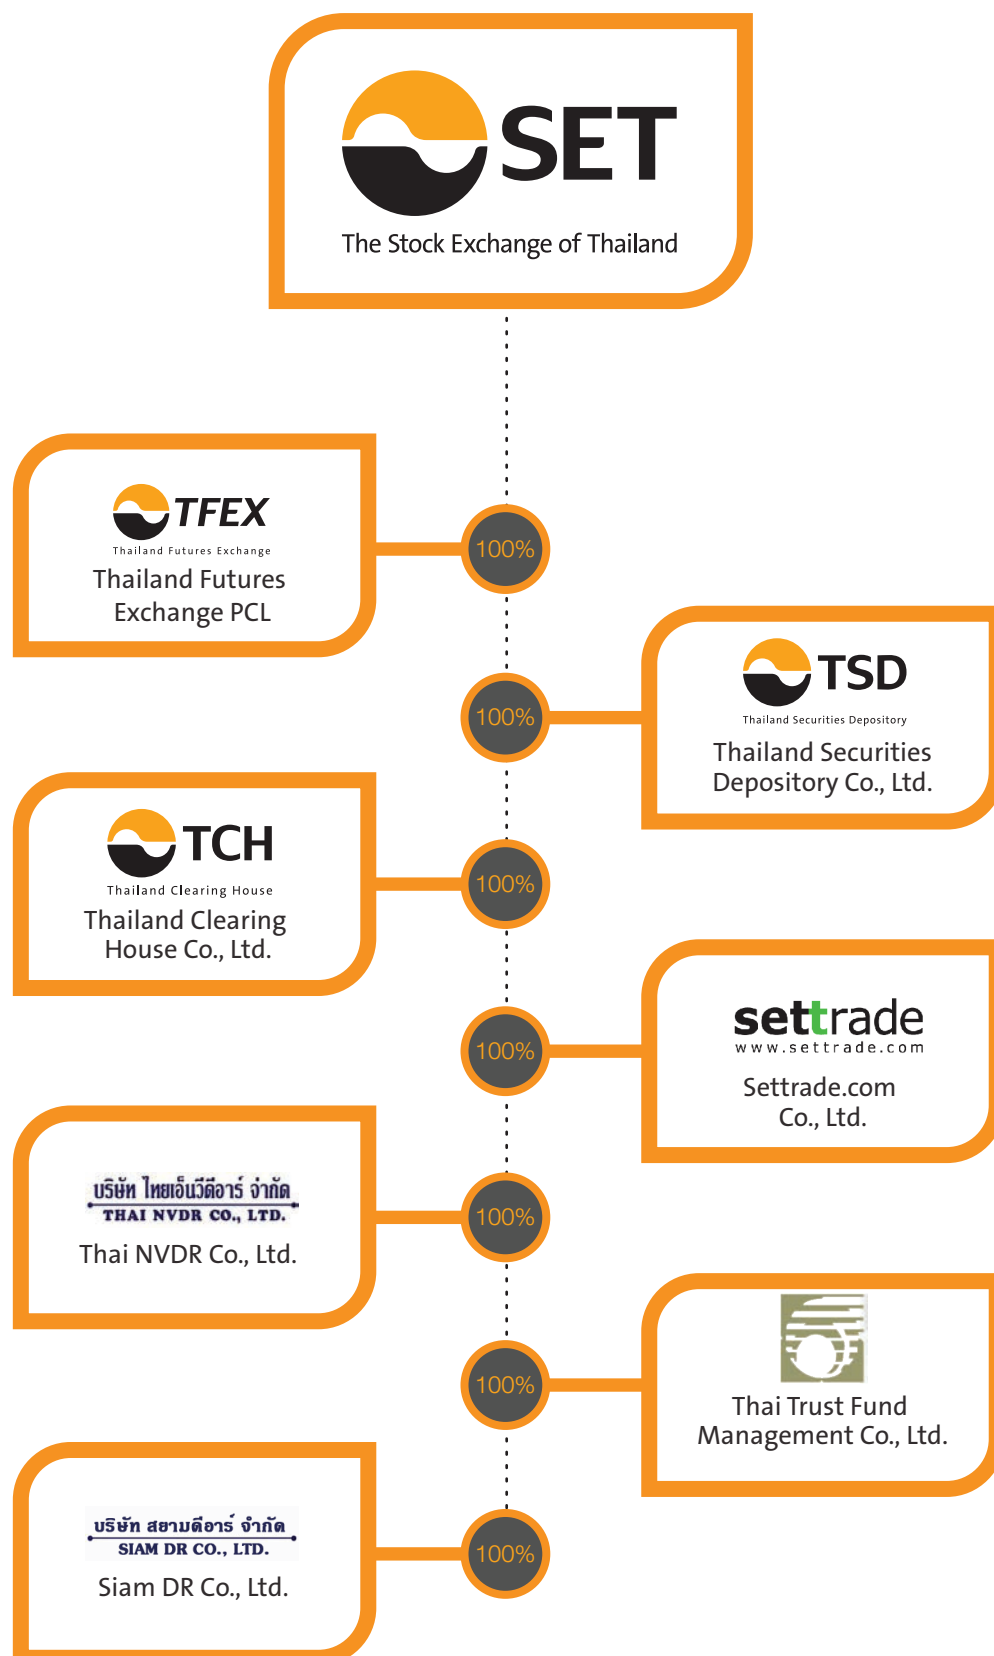 SET
The Stock Exchange of Thailand
TFEX
Thailand Futures Exchange
Thailand Futures
Exchange PCL
100%
TSD
Thailand Securities Depository
Thailand Securities
Depository Co., Ltd.
100%
TCH
Thailand Clearing House
Thailand Clearing
House Co., Ltd.
100%
settrade
www.settrade.com
Settrade.com
Co., Ltd.
100%
บริษัท ไทยเอ็นวีดีอาร์ จำกัด
THAI NVDR CO., LTD.
Thai NVDR Co., Ltd.
100%
Thai Trust Fund
Management Co., Ltd.
100%
บริษัท สยามดีอาร์ จำกัด
SIAM DR CO., LTD.
Siam DR Co., Ltd.
100%